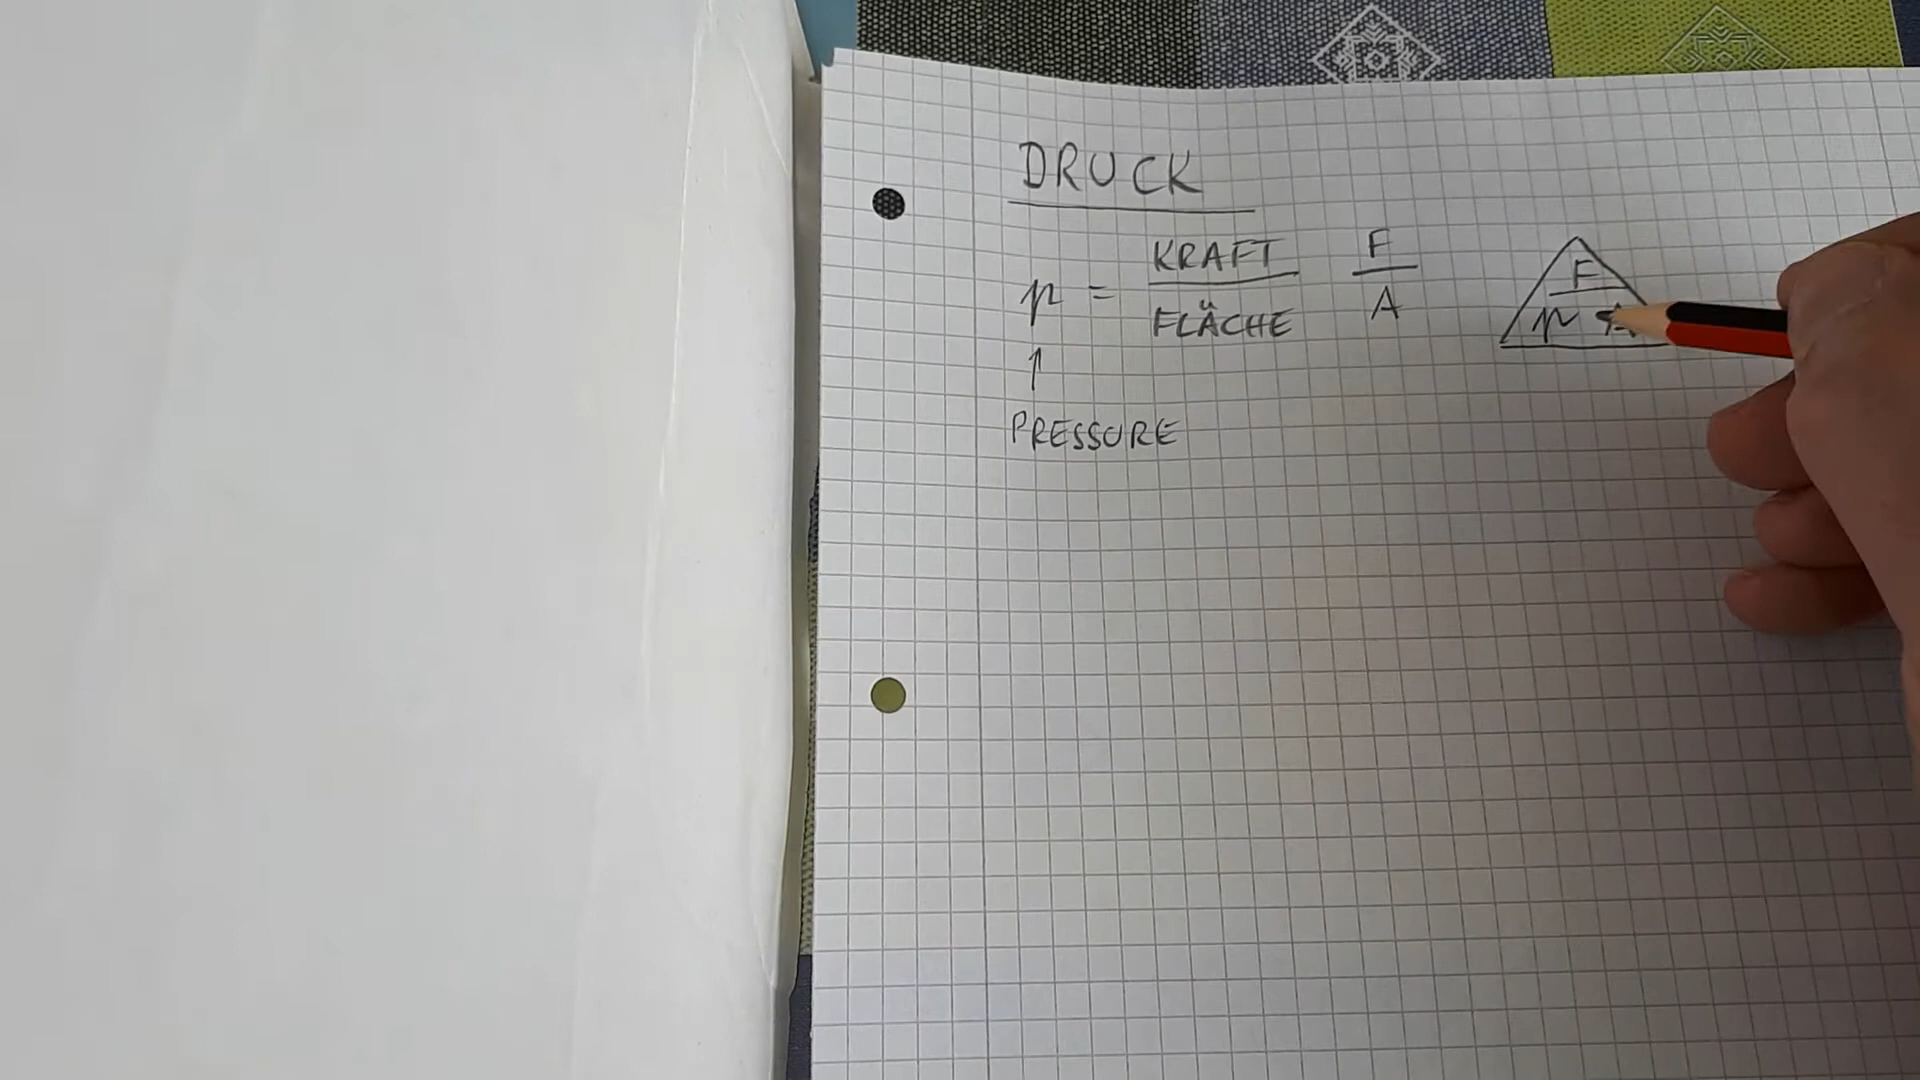 DRUCK
p = KRAFT / FLÄCHE F / A
↑
PRESSURE
F
p A